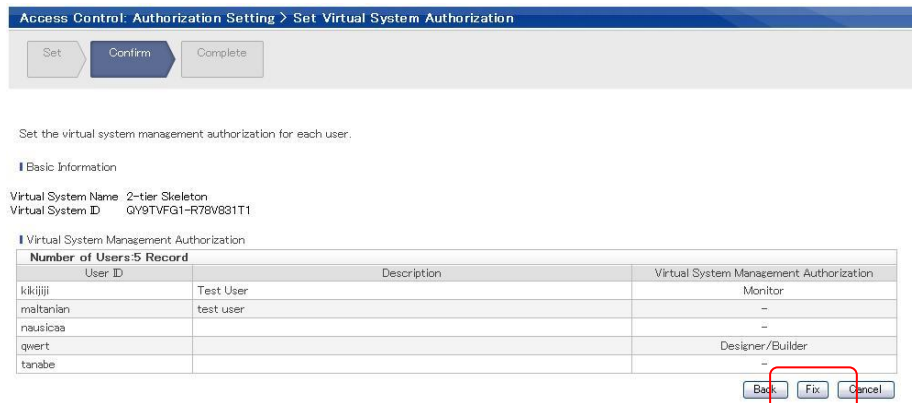 Access Control: Authorization Setting > Set Virtual System Authorization
Set Confirm Complete
Set the virtual system management authorization for each user.
Basic Information
Virtual System Name 2-tier Skeleton
Virtual System ID QY9TVFG1-R78V831T1
Virtual System Management Authorization
Number of Users:5 Record
User ID Description Virtual System Management Authorization
kikijiji Test User Monitor
maltanian test user -
nausicaa -
qwert Designer/Builder
tanabe -
Back Fix Cancel